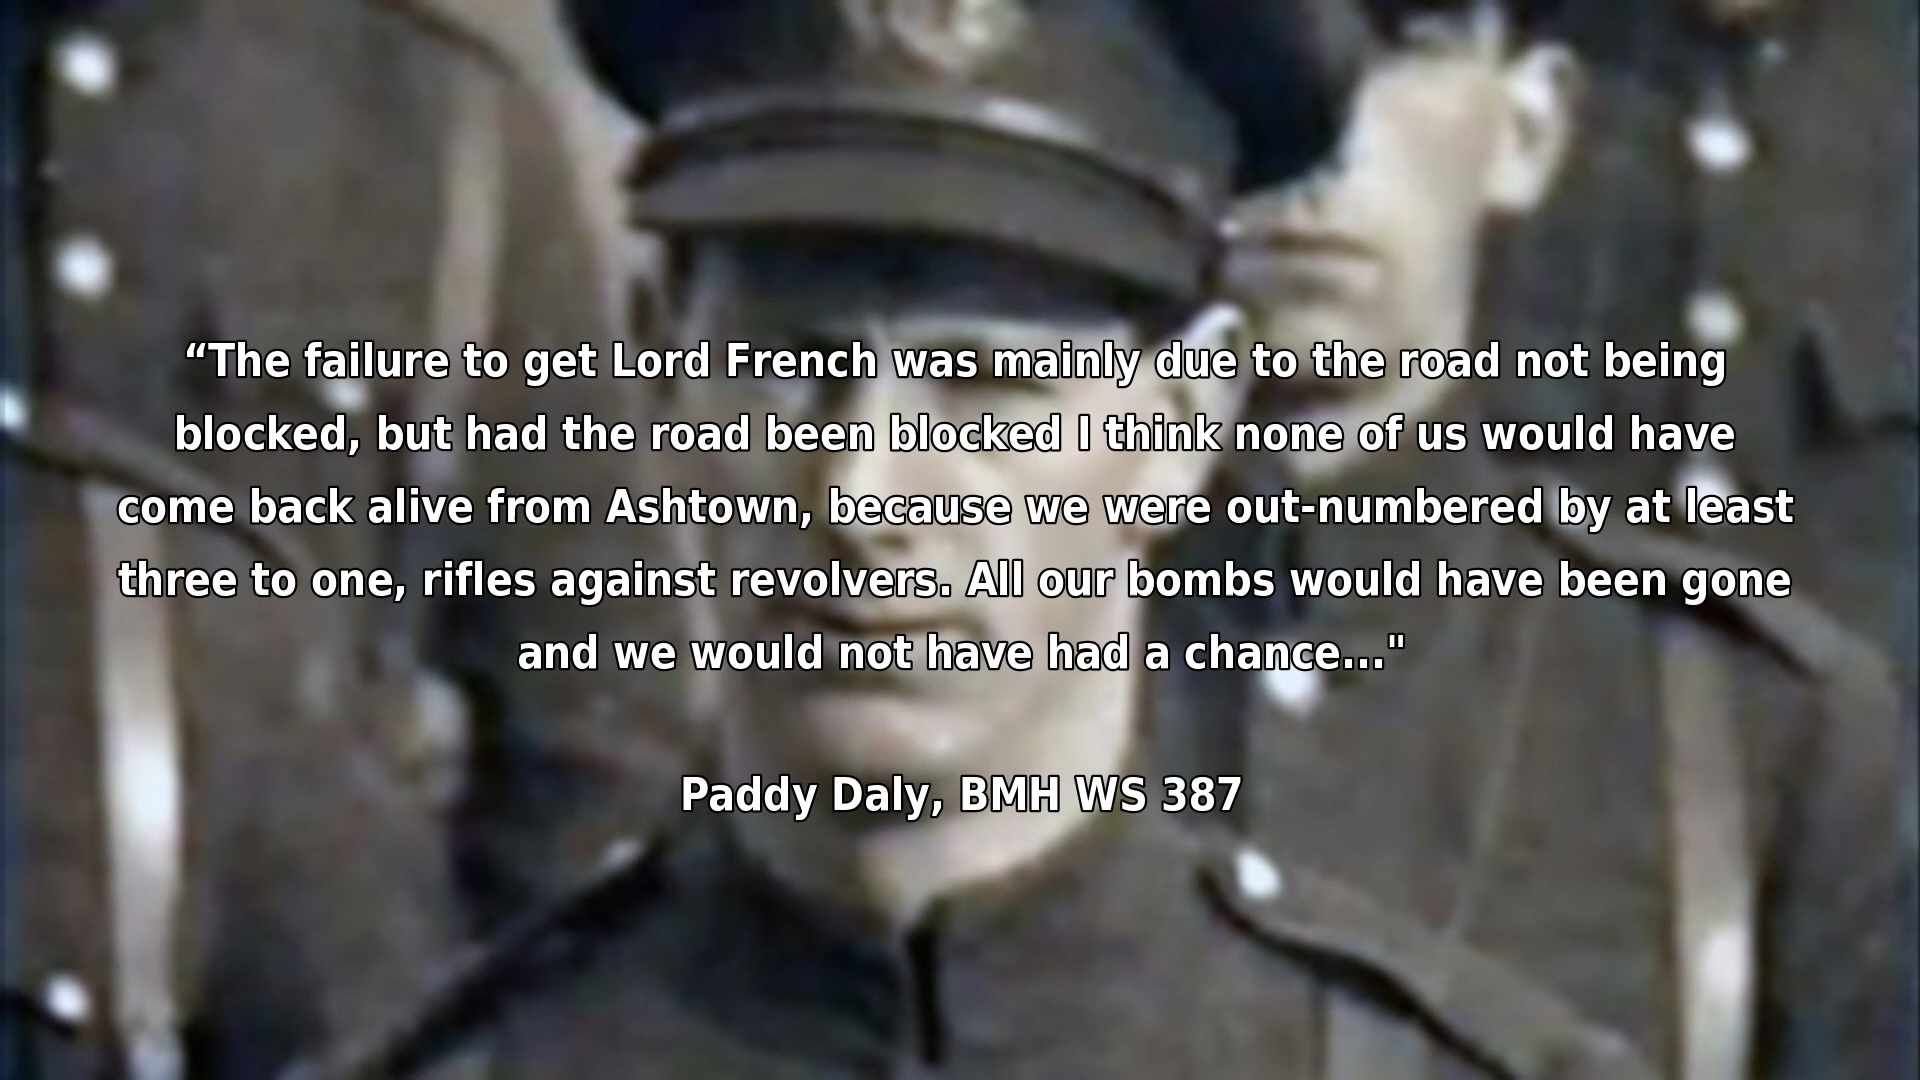 “The failure to get Lord French was mainly due to the road not being
blocked, but had the road been blocked I think none of us would have
come back alive from Ashtown, because we were out-numbered by at least
three to one, rifles against revolvers. All our bombs would have been gone
and we would not have had a chance..."
Paddy Daly, BMH WS 387